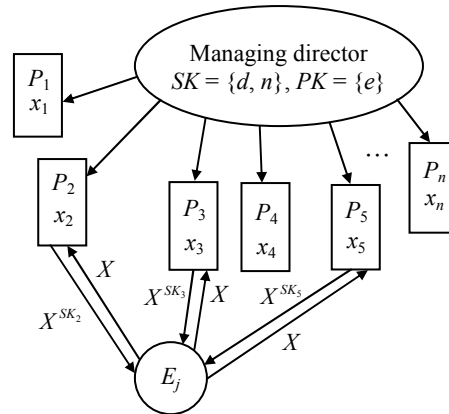 Managing director
SK = {d, n}, PK = {e}
P₁
x₁
...
P₂
x₂
P₃
x₃
P₄
x₄
P₅
x₅
Pₙ
xₙ
X^{SK₂}
X
X^{SK₃}
X
X^{SK₅}
X
E_j